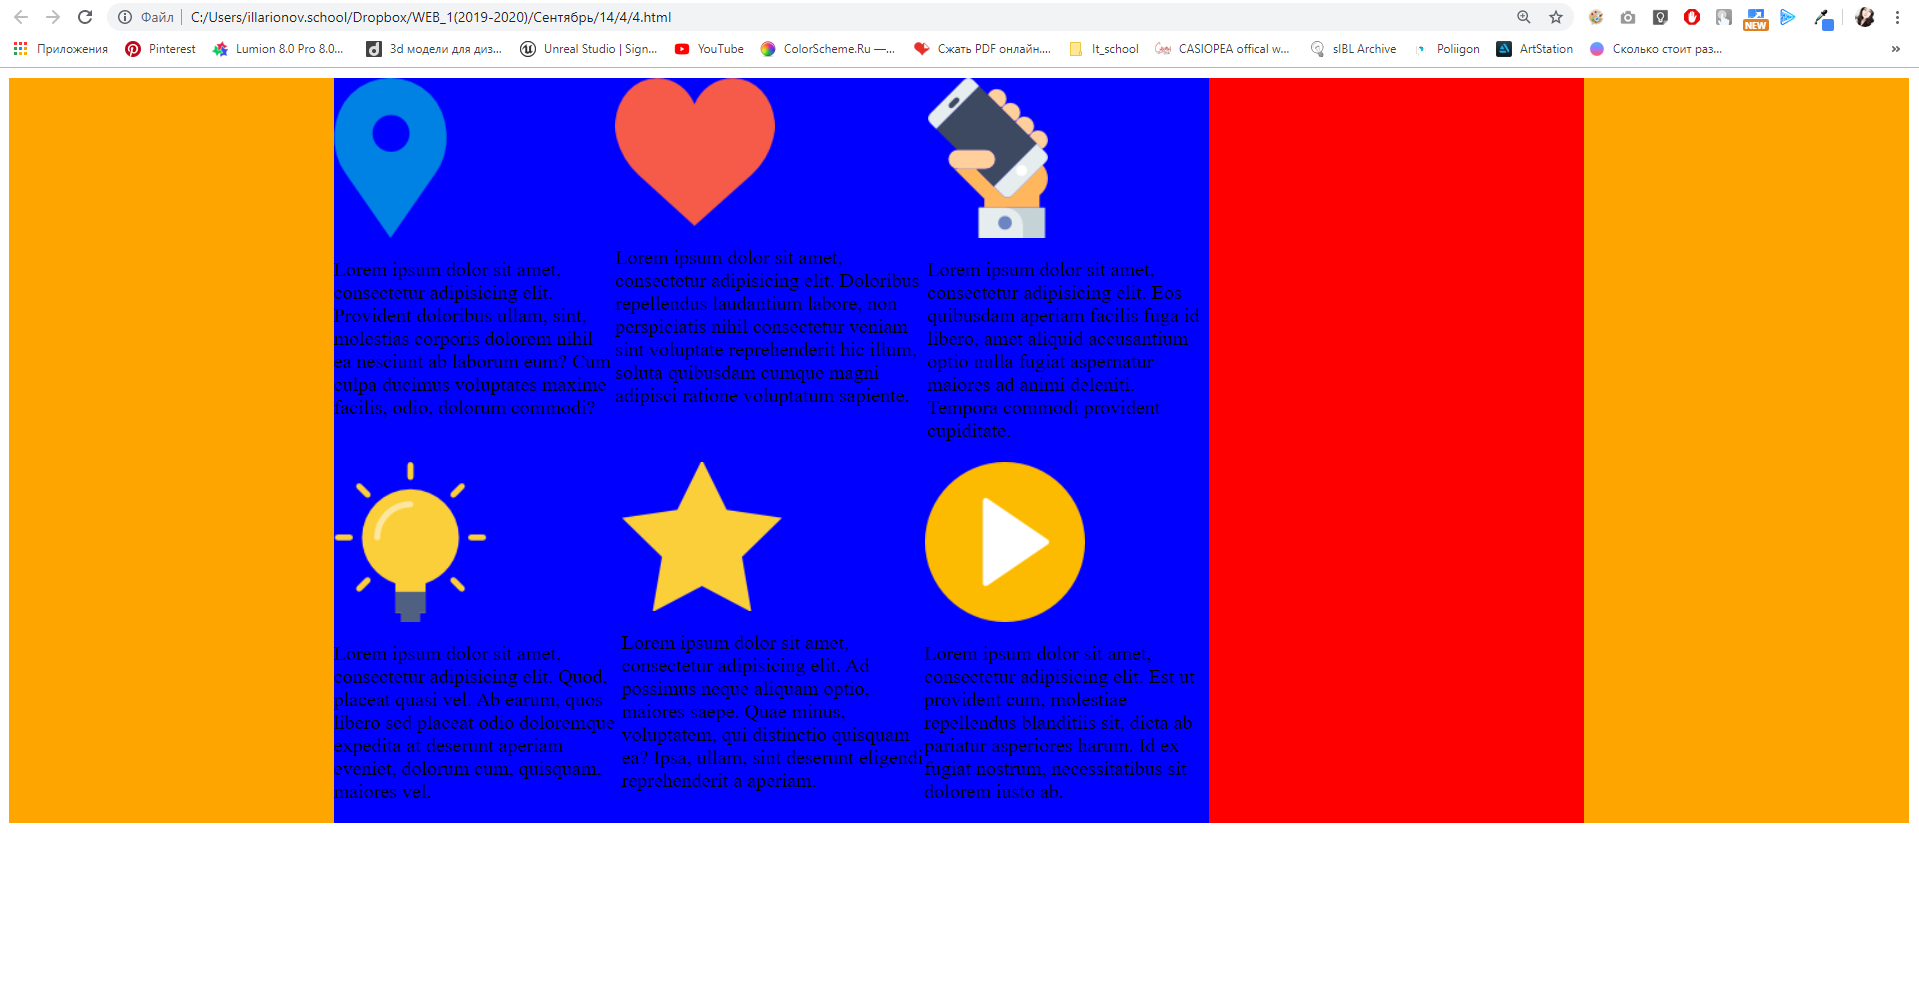 Файл C:/Users/illarionov.school/Dropbox/WEB_1(2019-2020)/Сентябрь/14/4/4.html
NEW
Приложения Pinterest Lumion 8.0 Pro 8.0... 3d модели для диз... Unreal Studio | Sign... YouTube ColorScheme.Ru —... Сжать PDF онлайн.... It_school CASIOPEA offical w... sIBL Archive Poliigon ArtStation Сколько стоит раз... »
Lorem ipsum dolor sit amet,
consectetur adipisicing elit.
Provident doloribus ullam, sint,
molestias corporis dolorem nihil
ea nesciunt ab laborum eum? Cum
culpa ducimus voluptates maxime
facilis, odio, dolorum commodi?
Lorem ipsum dolor sit amet,
consectetur adipisicing elit. Doloribus
repellendus laudantium labore, non
perspiciatis nihil consectetur veniam
sint voluptate reprehenderit hic illum,
soluta quibusdam cumque magni
adipisci ratione voluptatum sapiente.
Lorem ipsum dolor sit amet,
consectetur adipisicing elit. Eos
quibusdam aperiam facilis fuga id
libero, amet aliquid accusantium
optio nulla fugiat aspernatur
maiores ad animi deleniti.
Tempora commodi provident
cupiditate.
Lorem ipsum dolor sit amet,
consectetur adipisicing elit. Quod,
placeat quasi vel. Ab earum, quos
libero sed placeat odio doloremque
expedita at deserunt aperiam
eveniet, dolorum cum, quisquam,
maiores vel.
Lorem ipsum dolor sit amet,
consectetur adipisicing elit. Ad
possimus neque aliquam optio,
maiores saepe. Quae minus,
voluptatem, qui distinctio quisquam
ea? Ipsa, ullam, sint deserunt eligendi
reprehenderit a aperiam.
Lorem ipsum dolor sit amet,
consectetur adipisicing elit. Est ut
provident cum, molestiae
repellendus blanditiis sit, dicta ab
pariatur asperiores harum. Id ex
fugiat nostrum, necessitatibus sit
dolorem iusto ab.